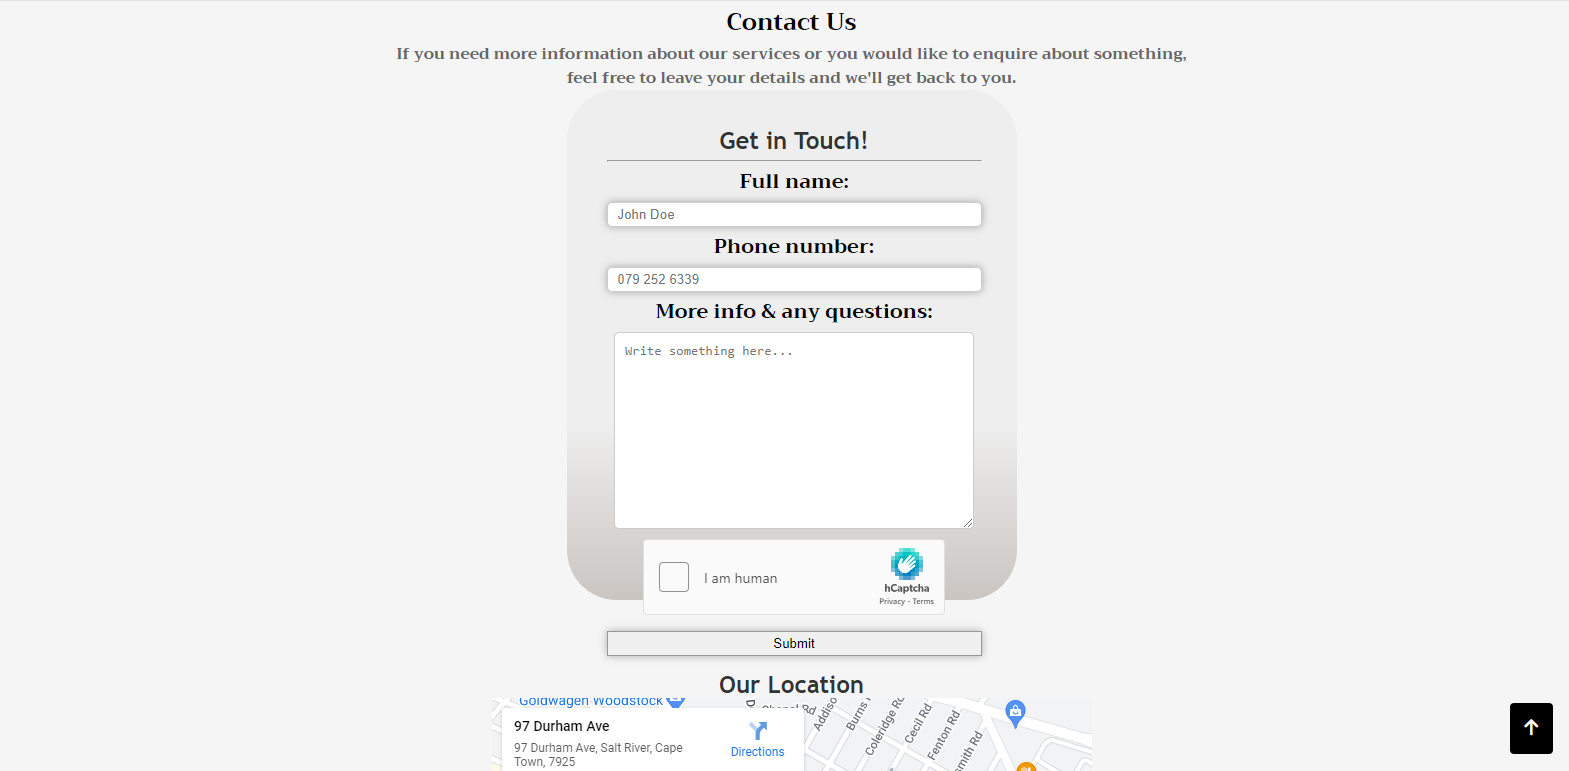 Contact Us
If you need more information about our services or you would like to enquire about something,
feel free to leave your details and we'll get back to you.
Get in Touch!
Full name:
John Doe
Phone number:
079 252 6339
More info & any questions:
Write something here...
I am human
hCaptcha
Privacy - Terms
Submit
Our Location
Goldwagen Woodstock
97 Durham Ave
97 Durham Ave, Salt River, Cape
Town, 7925
Directions
Chapel Rd
Coleridge Rd
Cecil Rd
Fenton Rd